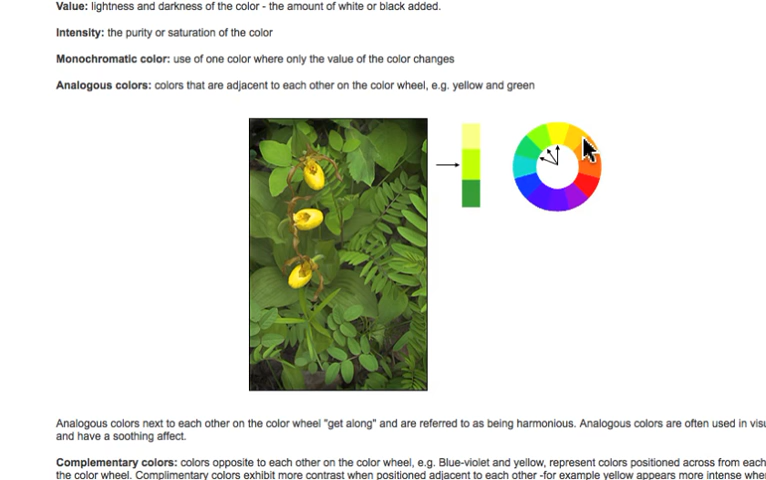 Value: lightness and darkness of the color - the amount of white or black added.
Intensity: the purity or saturation of the color
Monochromatic color: use of one color where only the value of the color changes
Analogous colors: colors that are adjacent to each other on the color wheel, e.g. yellow and green
Analogous colors next to each other on the color wheel "get along" and are referred to as being harmonious. Analogous colors are often used in visu
and have a soothing affect.
Complementary colors: colors opposite to each other on the color wheel, e.g. Blue-violet and yellow, represent colors positioned across from each
the color wheel. Complimentary colors exhibit more contrast when positioned adjacent to each other -for example yellow appears more intense whe